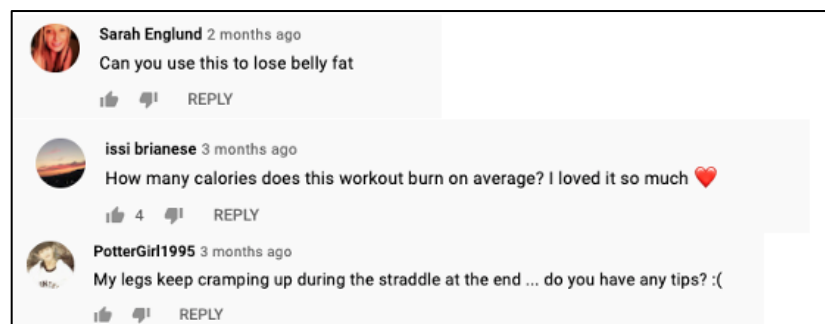 Sarah Englund 2 months ago
Can you use this to lose belly fat
REPLY
issi brianese 3 months ago
How many calories does this workout burn on average? I loved it so much ❤️
4 REPLY
PotterGirl1995 3 months ago
My legs keep cramping up during the straddle at the end ... do you have any tips? :(
REPLY